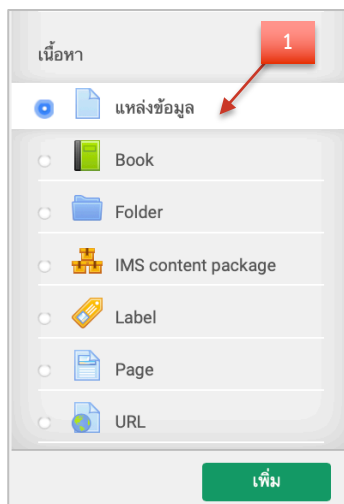 เนื้อหา
1
แหล่งข้อมูล
Book
Folder
IMS content package
Label
Page
URL
เพิ่ม